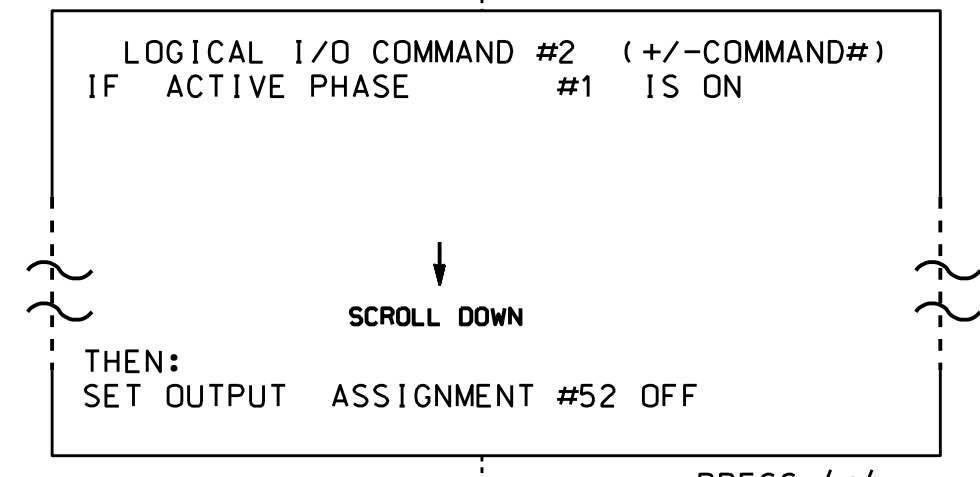 LOGICAL I/O COMMAND #2 (+/-COMMAND#)
IF ACTIVE PHASE #1 IS ON
SCROLL DOWN
THEN:
SET OUTPUT ASSIGNMENT #52 OFF